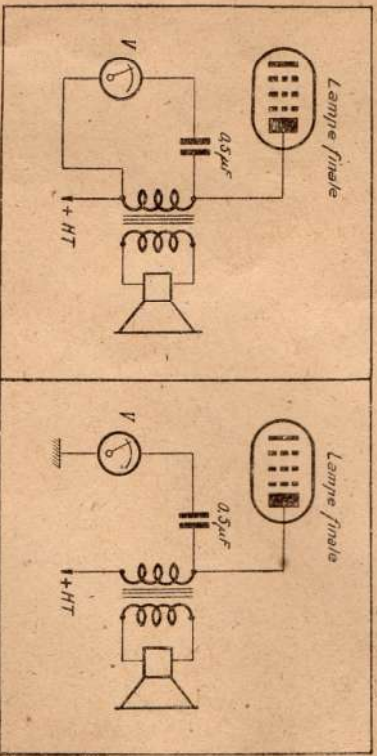 Lampe finale
0,5µF
V
+ HT
Lampe finale
0,5µF
V
+ HT